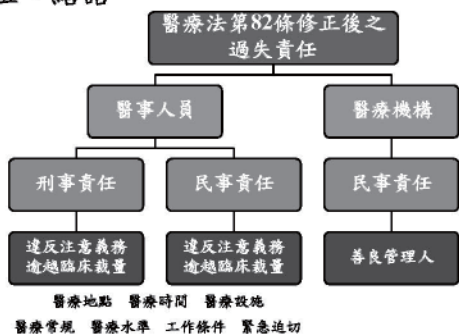 醫療法第82條修正後之
過失責任
醫事人員
醫療機構
刑事責任
民事責任
民事責任
違反注意義務
逾越臨床裁量
違反注意義務
逾越臨床裁量
善良管理人
醫療地點 醫療時間 醫療設施
醫療常規 醫療水準 工作條件 緊急迫切